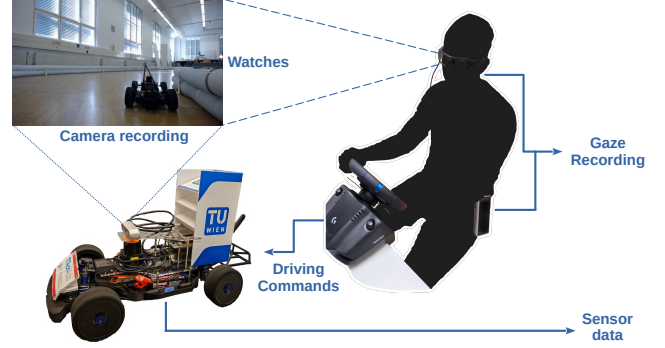 Watches
Camera recording
Gaze
Recording
TU
WIEN
Driving
Commands
Sensor
data